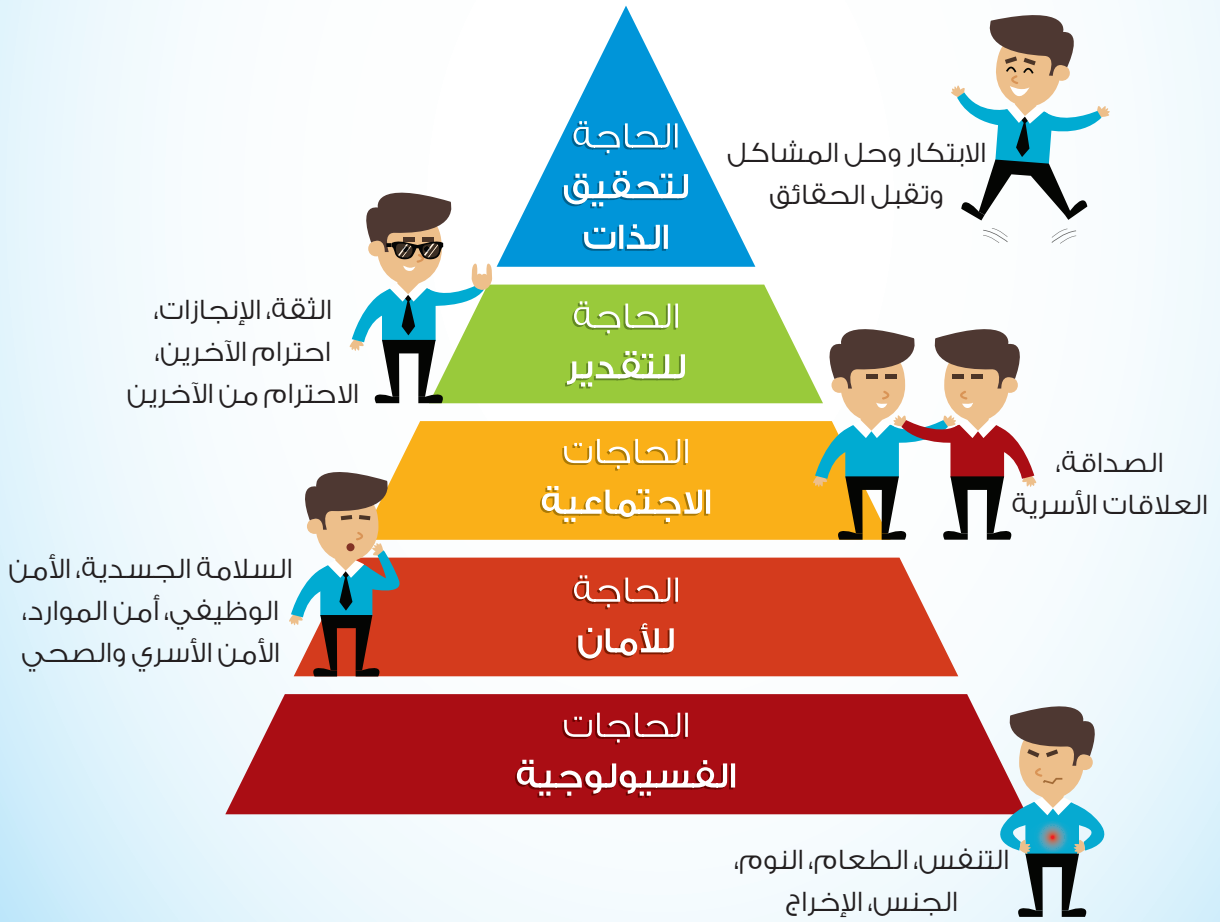 الحاجة
لتحقيق
الذات
الابتكار وحل المشاكل
وتقبل الحقائق
الحاجة
للتقدير
الثقة، الإنجازات،
احترام الآخرين،
الاحترام من الآخرين
الحاجات
الاجتماعية
الصداقة،
العلاقات الأسرية
الحاجة
للأمان
السلامة الجسدية، الأمن
الوظيفي، أمن الموارد،
الأمن الأسري والصحي
الحاجات
الفسيولوجية
التنفس، الطعام، النوم،
الجنس، الإخراج